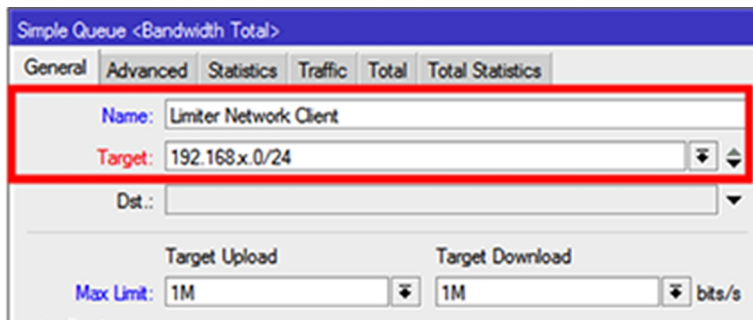 Simple Queue <Bandwidth Total>
General Advanced Statistics Traffic Total Total Statistics
Name: Limiter Network Client
Target: 192.168.x.0/24
Dst.:
Target Upload Target Download
Max Limit: 1M 1M bits/s